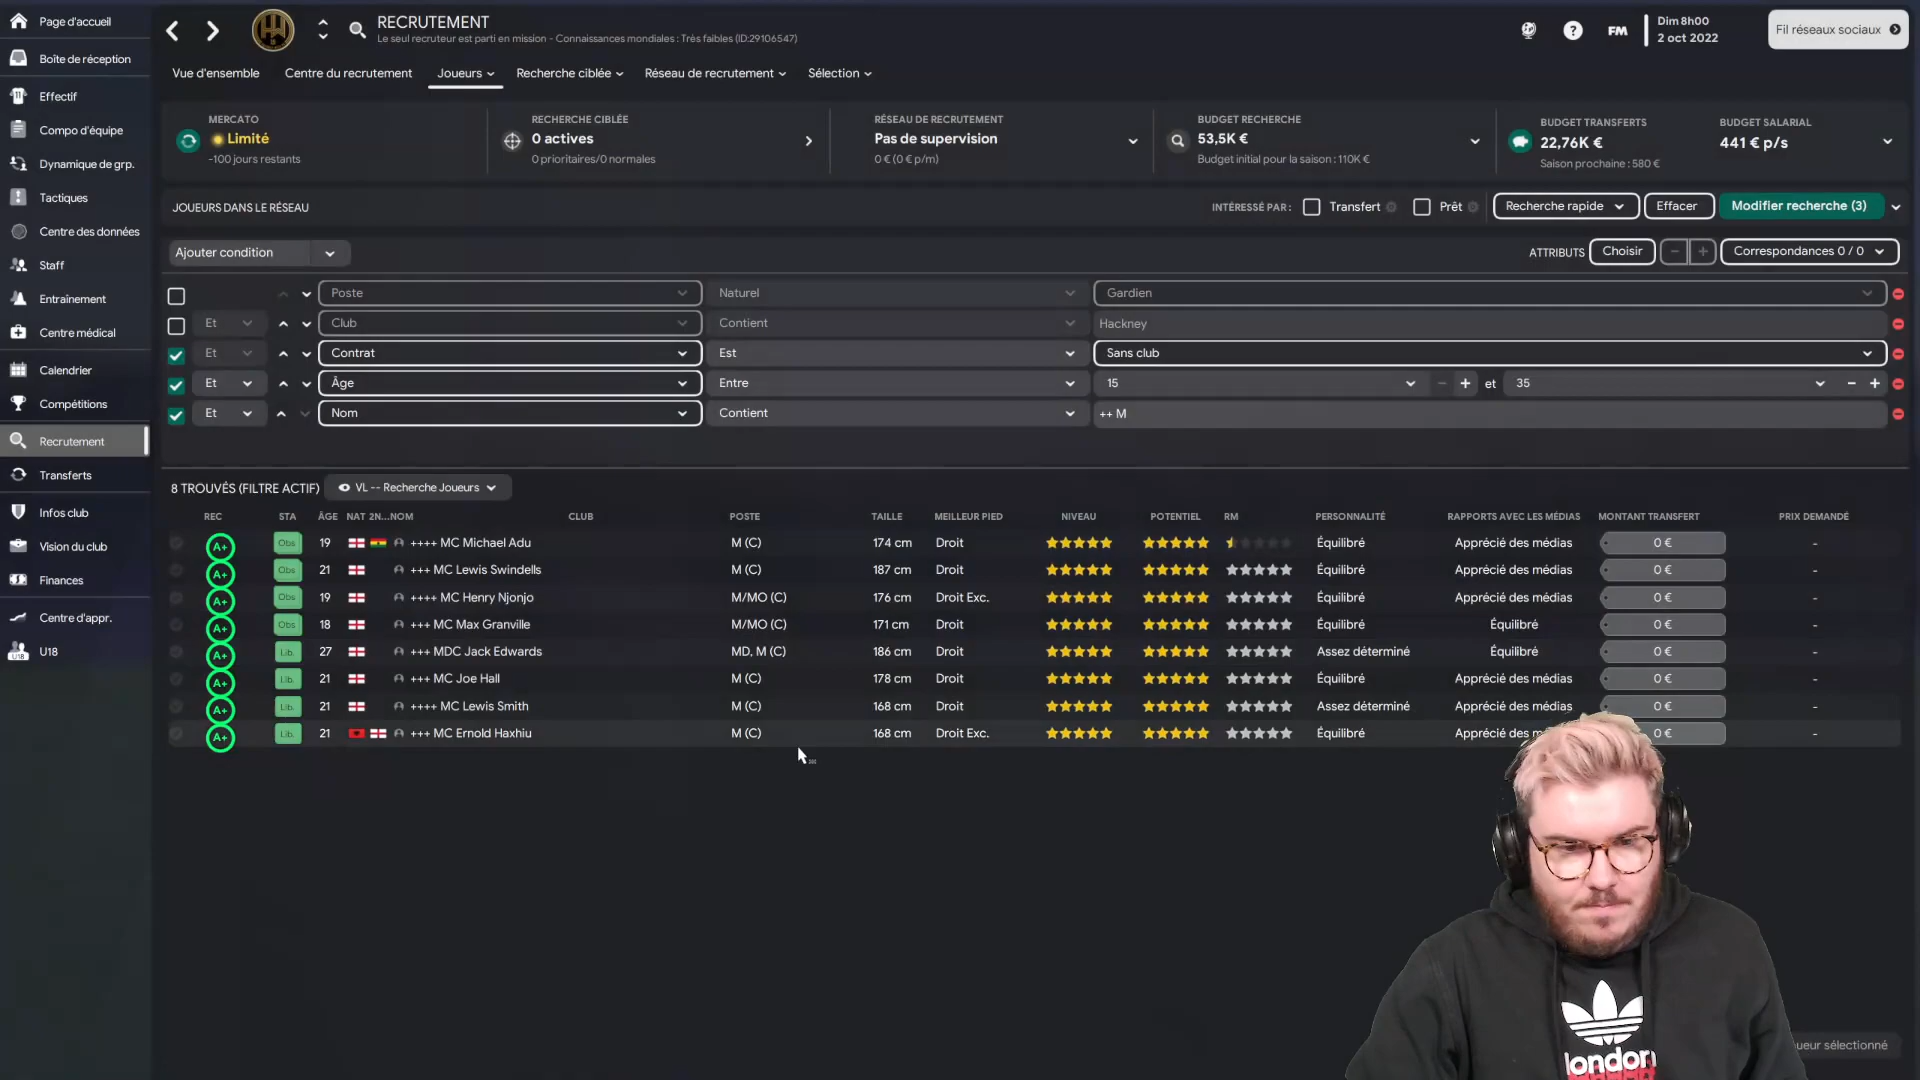 Page d'accueil
Boîte de réception
Effectif
Compo d'équipe
Dynamique de grp.
Tactiques
Centre des données
Staff
Entraînement
Centre médical
Calendrier
Compétitions
Recrutement
Transferts
Infos club
Vision du club
Finances
Centre d'appr.
U18
RECRUTEMENT
Le seul recruteur est parti en mission - Connaissances mondiales : Très faibles (ID:29106547)
FM
Dim 8h00
2 oct 2022
Fil réseaux sociaux
Vue d'ensemble Centre du recrutement Joueurs Recherche ciblée Réseau de recrutement Sélection
MERCATO
Limité
-100 jours restants
RECHERCHE CIBLÉE
0 actives
0 prioritaires/0 normales
RÉSEAU DE RECRUTEMENT
Pas de supervision
0 € (0 € p/m)
BUDGET RECHERCHE
53,5K €
Budget initial pour la saison : 110K €
BUDGET TRANSFERTS
22,76K €
Saison prochaine : 580 €
BUDGET SALARIAL
441 € p/s
JOUEURS DANS LE RÉSEAU
INTÉRESSÉ PAR : Transfert Prêt Recherche rapide Effacer Modifier recherche (3)
Ajouter condition
ATTRIBUTS Choisir - + Correspondances 0 / 0
Poste Naturel Gardien
Et Club Contient Hackney
Et Contrat Est Sans club
Et Âge Entre 15 - + et 35 - +
Et Nom Contient ++ M
8 TROUVÉS (FILTRE ACTIF) VL -- Recherche Joueurs
REC STA ÂGE NAT 2N... NOM CLUB POSTE TAILLE MEILLEUR PIED NIVEAU POTENTIEL RM PERSONNALITÉ RAPPORTS AVEC LES MÉDIAS MONTANT TRANSFERT PRIX DEMANDÉ
A+ Obs 19 ++++ MC Michael Adu M (C) 174 cm Droit Équilibré Apprécié des médias 0 € -
A+ Obs 21 +++ MC Lewis Swindells M (C) 187 cm Droit Équilibré Apprécié des médias 0 € -
A+ Obs 19 ++++ MC Henry Njonjo M/MO (C) 176 cm Droit Exc. Équilibré Apprécié des médias 0 € -
A+ Obs 18 +++ MC Max Granville M/MO (C) 171 cm Droit Équilibré Équilibré 0 € -
A+ Lib. 27 +++ MDC Jack Edwards MD, M (C) 186 cm Droit Assez déterminé Équilibré 0 € -
A+ Lib. 21 +++ MC Joe Hall M (C) 178 cm Droit Équilibré Apprécié des médias 0 € -
A+ Lib. 21 ++++ MC Lewis Smith M (C) 168 cm Droit Assez déterminé Apprécié des médias 0 € -
A+ Lib. 21 +++ MC Ernold Haxhiu M (C) 168 cm Droit Exc. Équilibré Apprécié des m 0 € -
ueur sélectionné
london